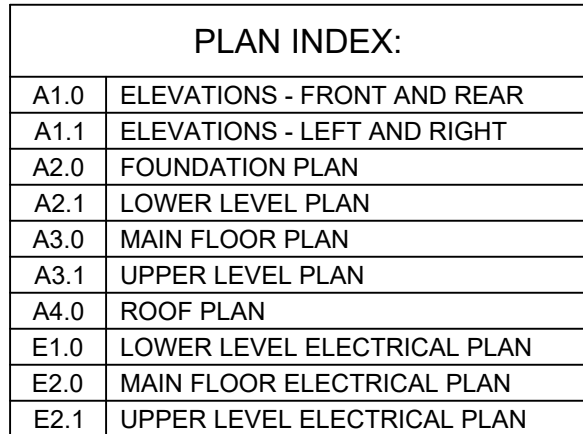 PLAN INDEX:
A1.0 ELEVATIONS - FRONT AND REAR
A1.1 ELEVATIONS - LEFT AND RIGHT
A2.0 FOUNDATION PLAN
A2.1 LOWER LEVEL PLAN
A3.0 MAIN FLOOR PLAN
A3.1 UPPER LEVEL PLAN
A4.0 ROOF PLAN
E1.0 LOWER LEVEL ELECTRICAL PLAN
E2.0 MAIN FLOOR ELECTRICAL PLAN
E2.1 UPPER LEVEL ELECTRICAL PLAN